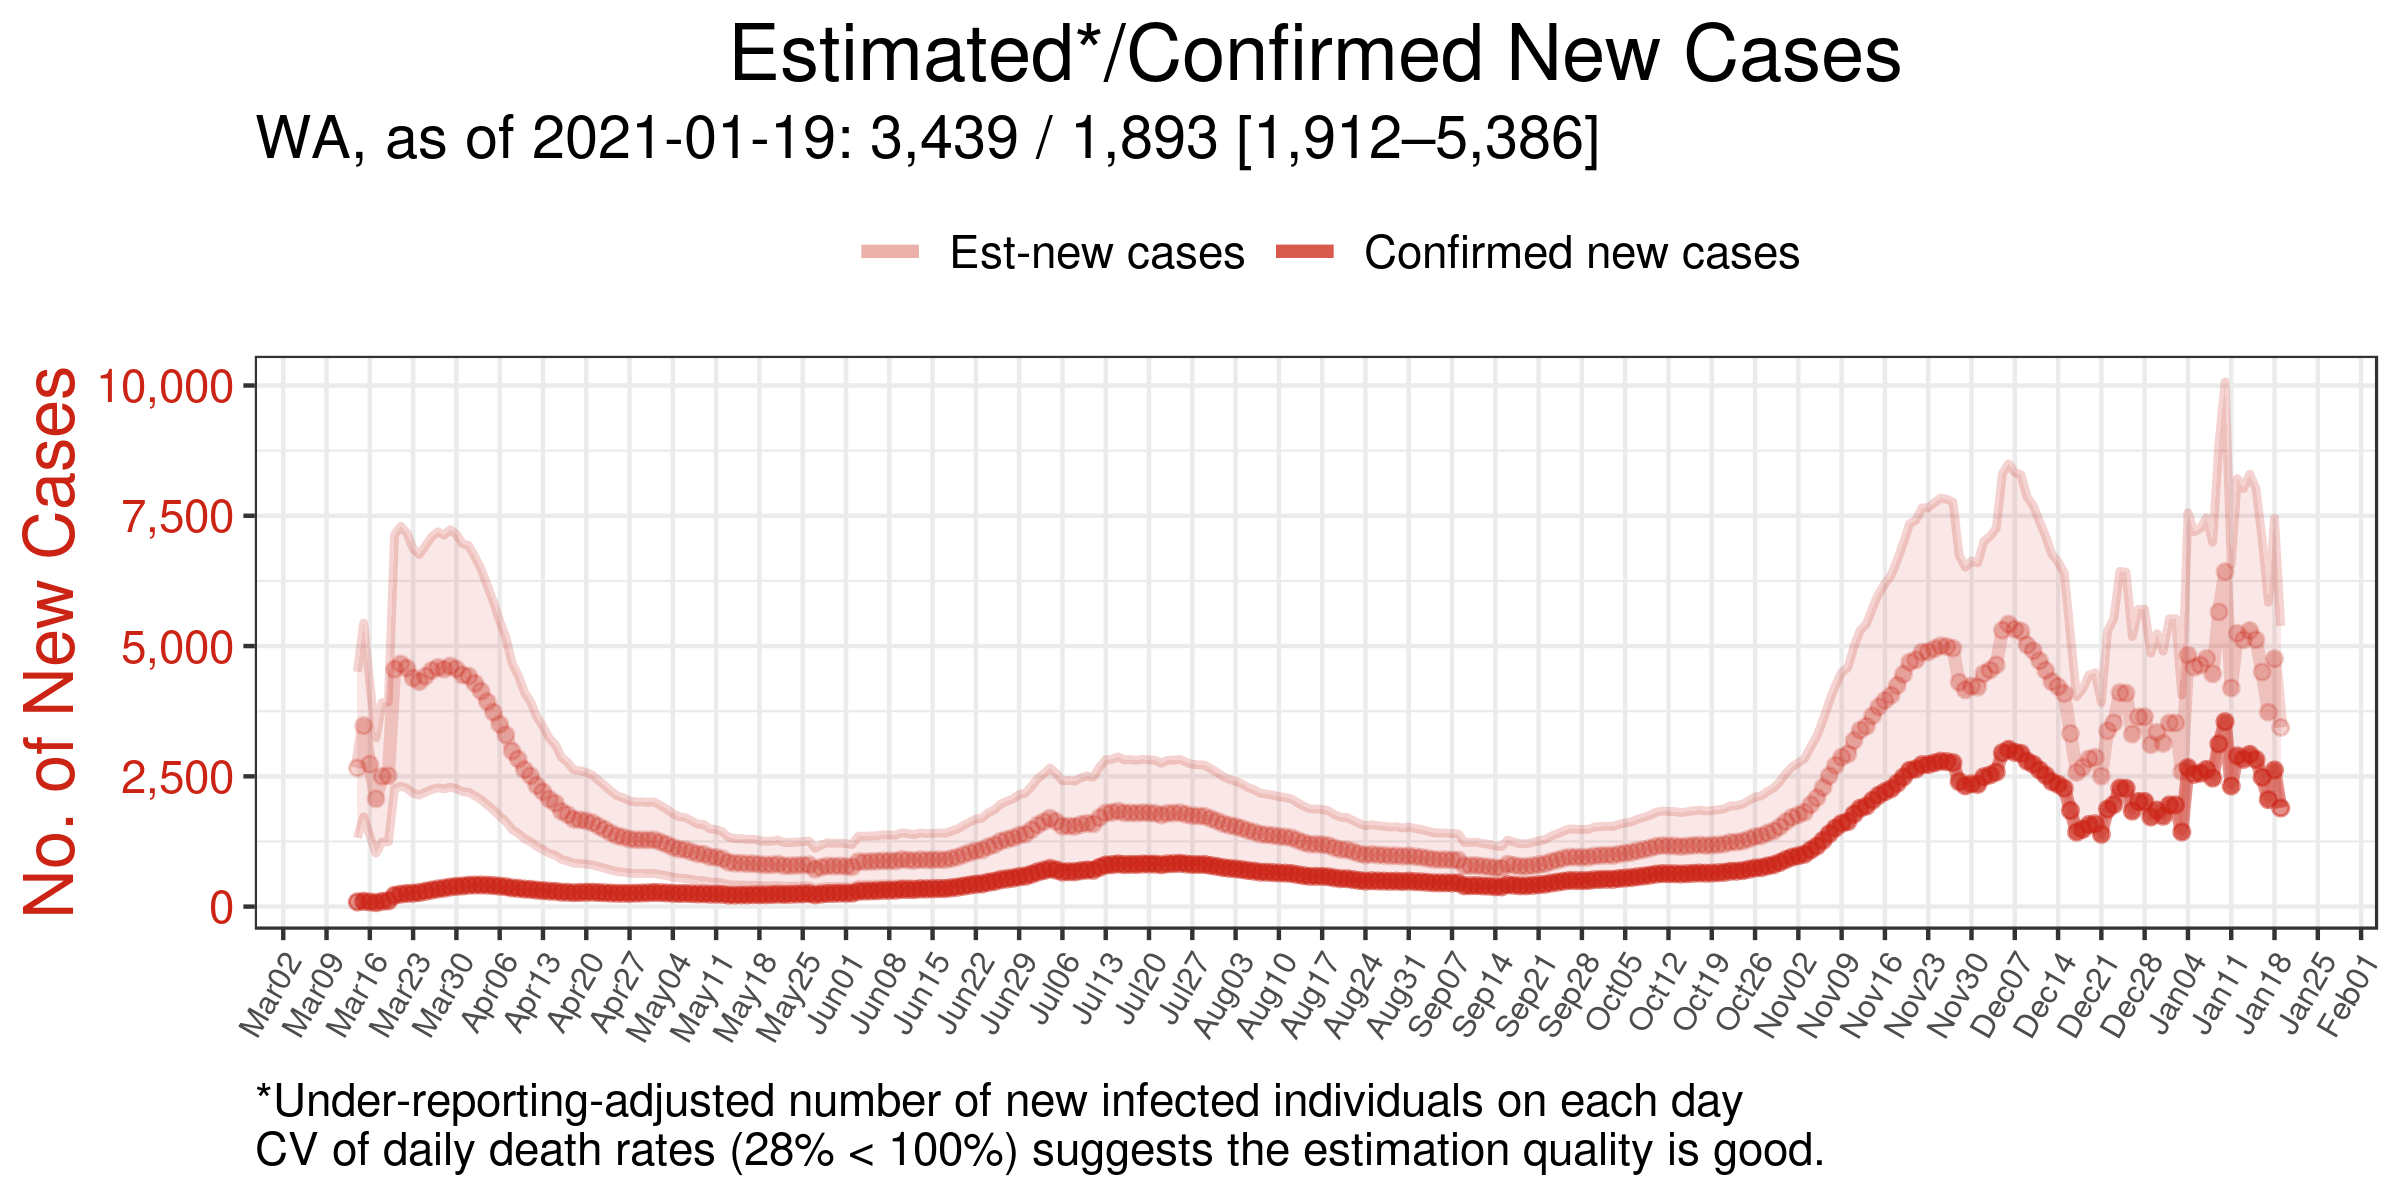 Estimated*/Confirmed New Cases
WA, as of 2021-01-19: 3,439 / 1,893 [1,912–5,386]
Est-new cases Confirmed new cases
No. of New Cases
10,000
7,500
5,000
2,500
0
Mar02 Mar09 Mar16 Mar23 Mar30 Apr06 Apr13 Apr20 Apr27 May04 May11 May18 May25 Jun01 Jun08 Jun15 Jun22 Jun29 Jul06 Jul13 Jul20 Jul27 Aug03 Aug10 Aug17 Aug24 Aug31 Sep07 Sep14 Sep21 Sep28 Oct05 Oct12 Oct19 Oct26 Nov02 Nov09 Nov16 Nov23 Nov30 Dec07 Dec14 Dec21 Dec28 Jan04 Jan11 Jan18 Jan25 Feb01
*Under-reporting-adjusted number of new infected individuals on each day
CV of daily death rates (28% < 100%) suggests the estimation quality is good.